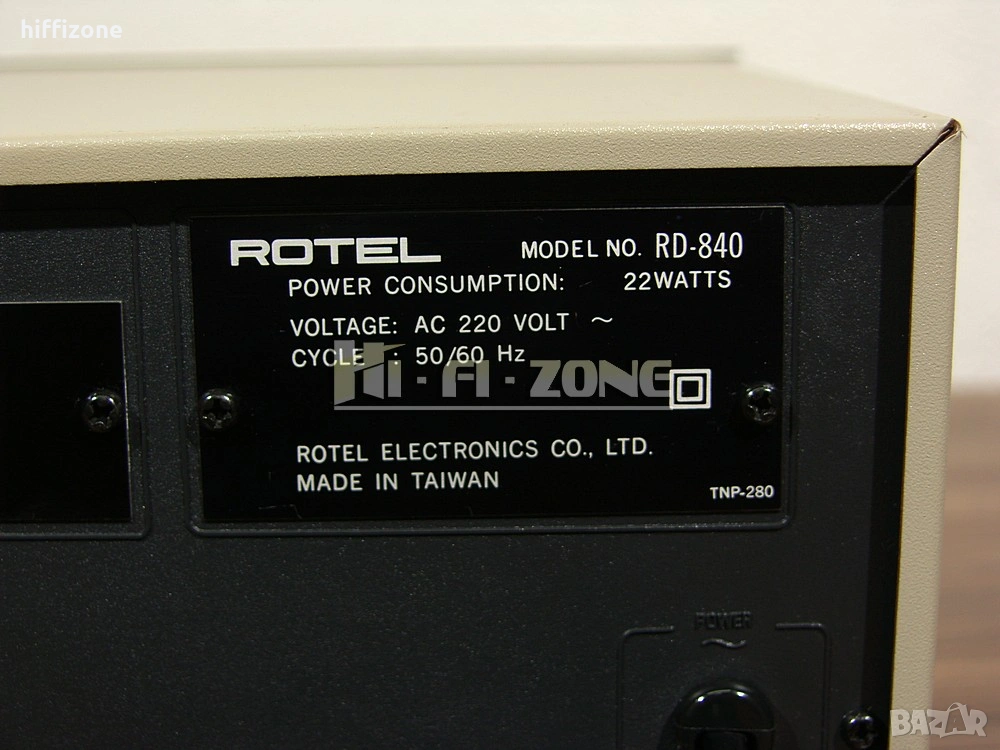 hiffizone
ROTEL MODEL NO. RD-840
POWER CONSUMPTION: 22WATTS
VOLTAGE: AC 220 VOLT ~
CYCLE : 50/60 Hz
Hi-Fi-ZONE
ROTEL ELECTRONICS CO., LTD.
MADE IN TAIWAN
TNP-280
POWER
~
BAZAR